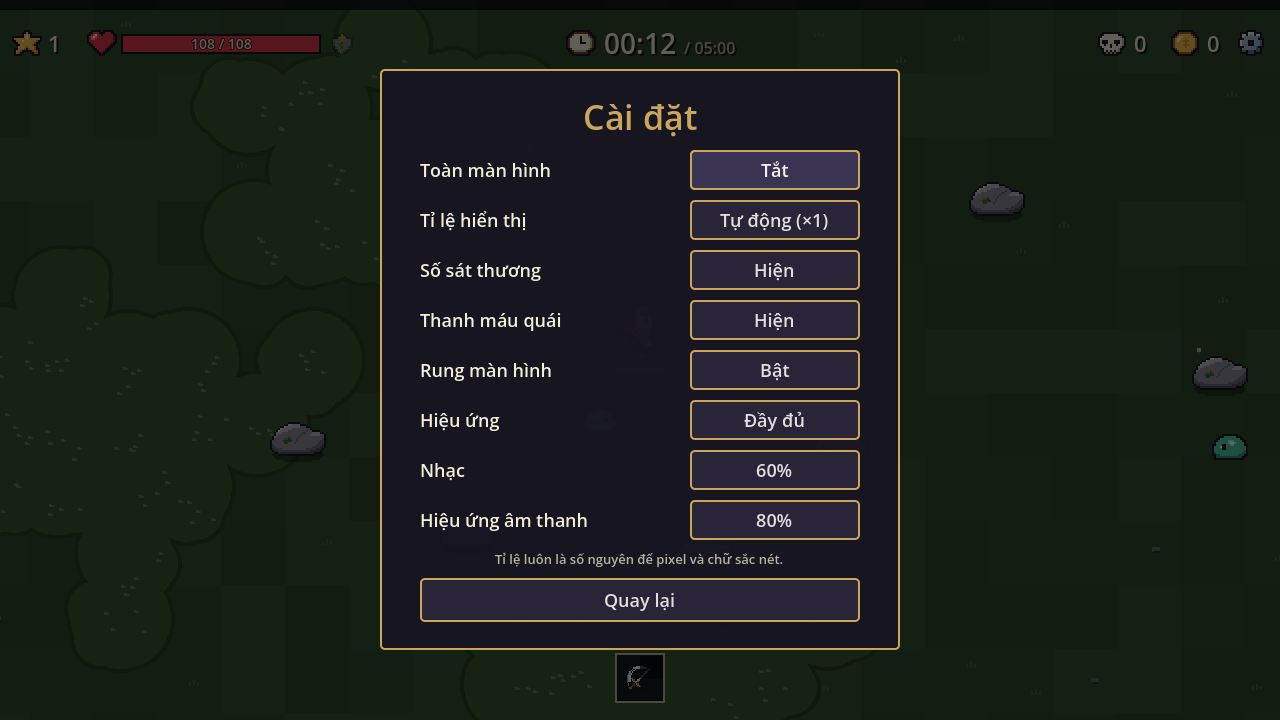 1
108 / 108
00:12 / 05:00
0
0
Cài đặt
Toàn màn hình Tắt
Tỉ lệ hiển thị Tự động (×1)
Số sát thương Hiện
Thanh máu quái Hiện
Rung màn hình Bật
Hiệu ứng Đầy đủ
Nhạc 60%
Hiệu ứng âm thanh 80%
Tỉ lệ luôn là số nguyên để pixel và chữ sắc nét.
Quay lại